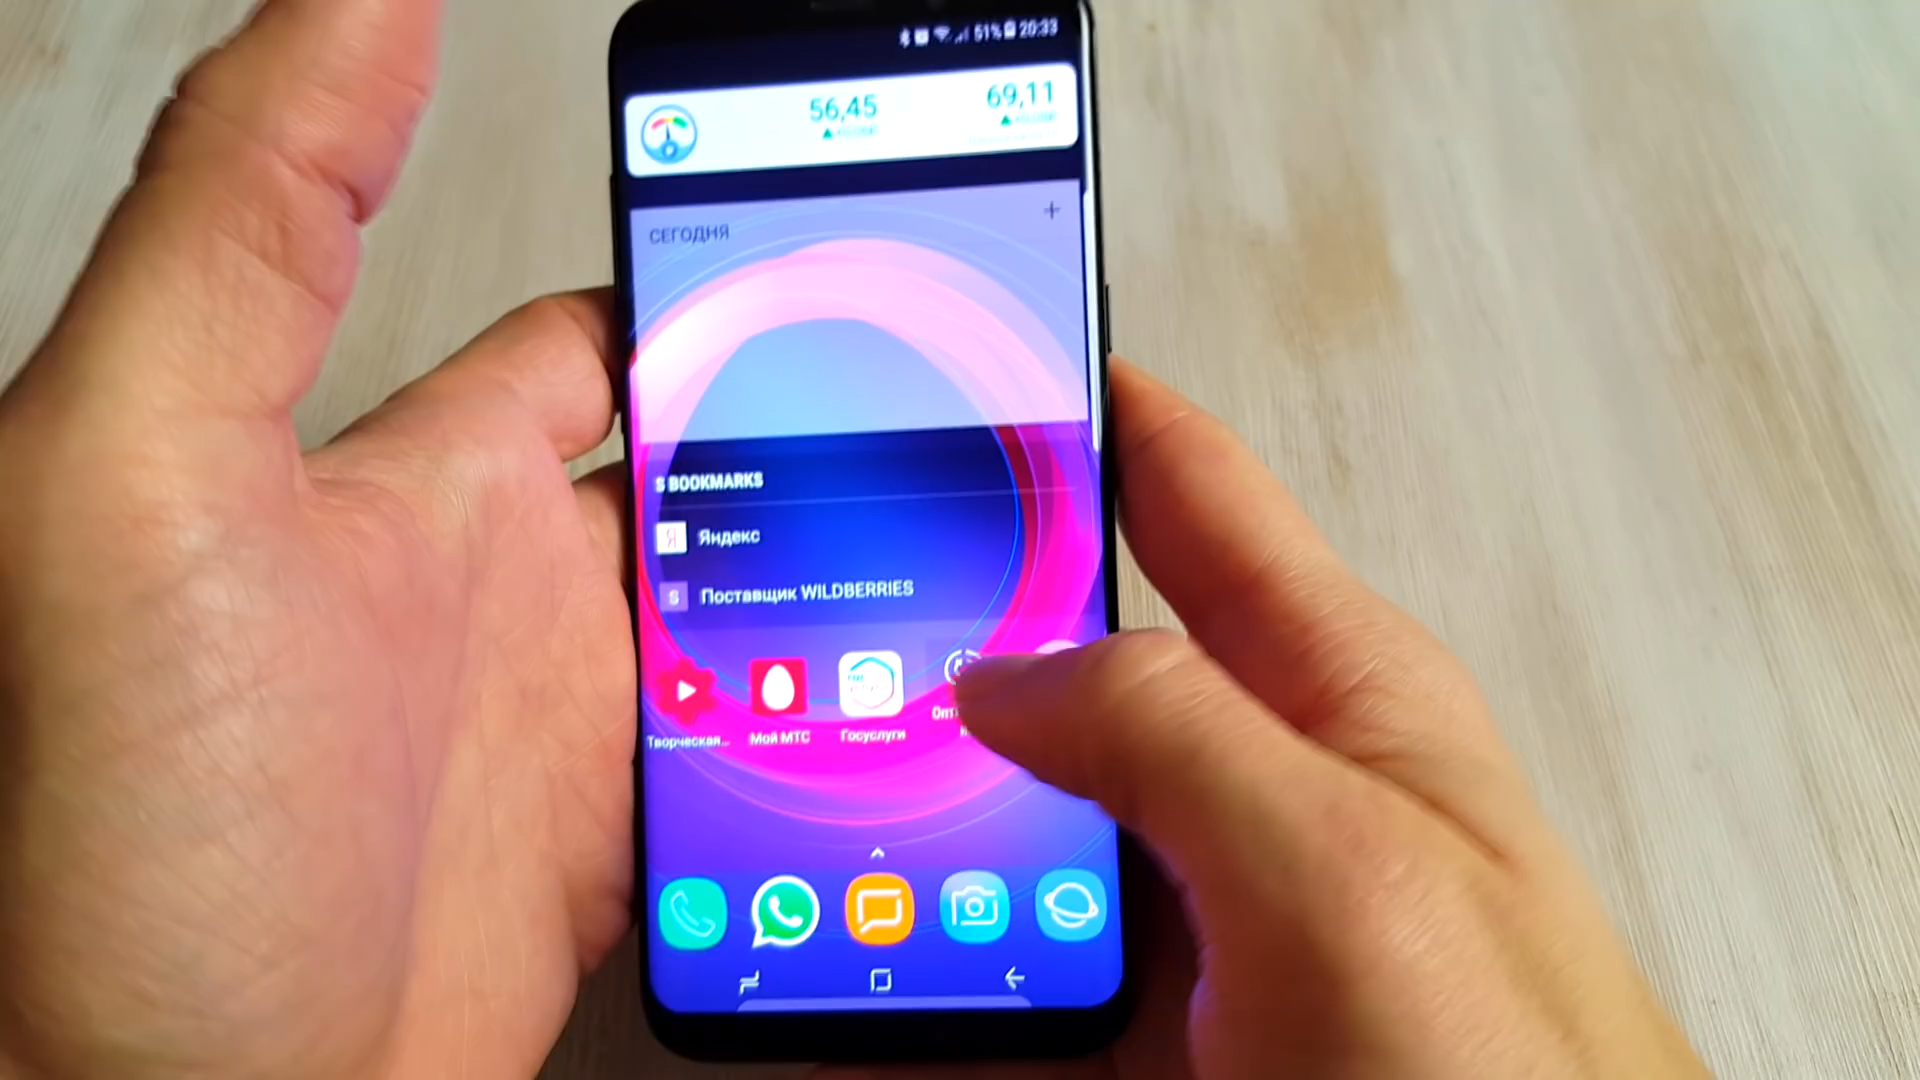 51% 20:33
56,45 69,11
СЕГОДНЯ
S BOOKMARKS
Яндекс
S Поставщик WILDBERRIES
Творческая... Мой МТС Госуслуги